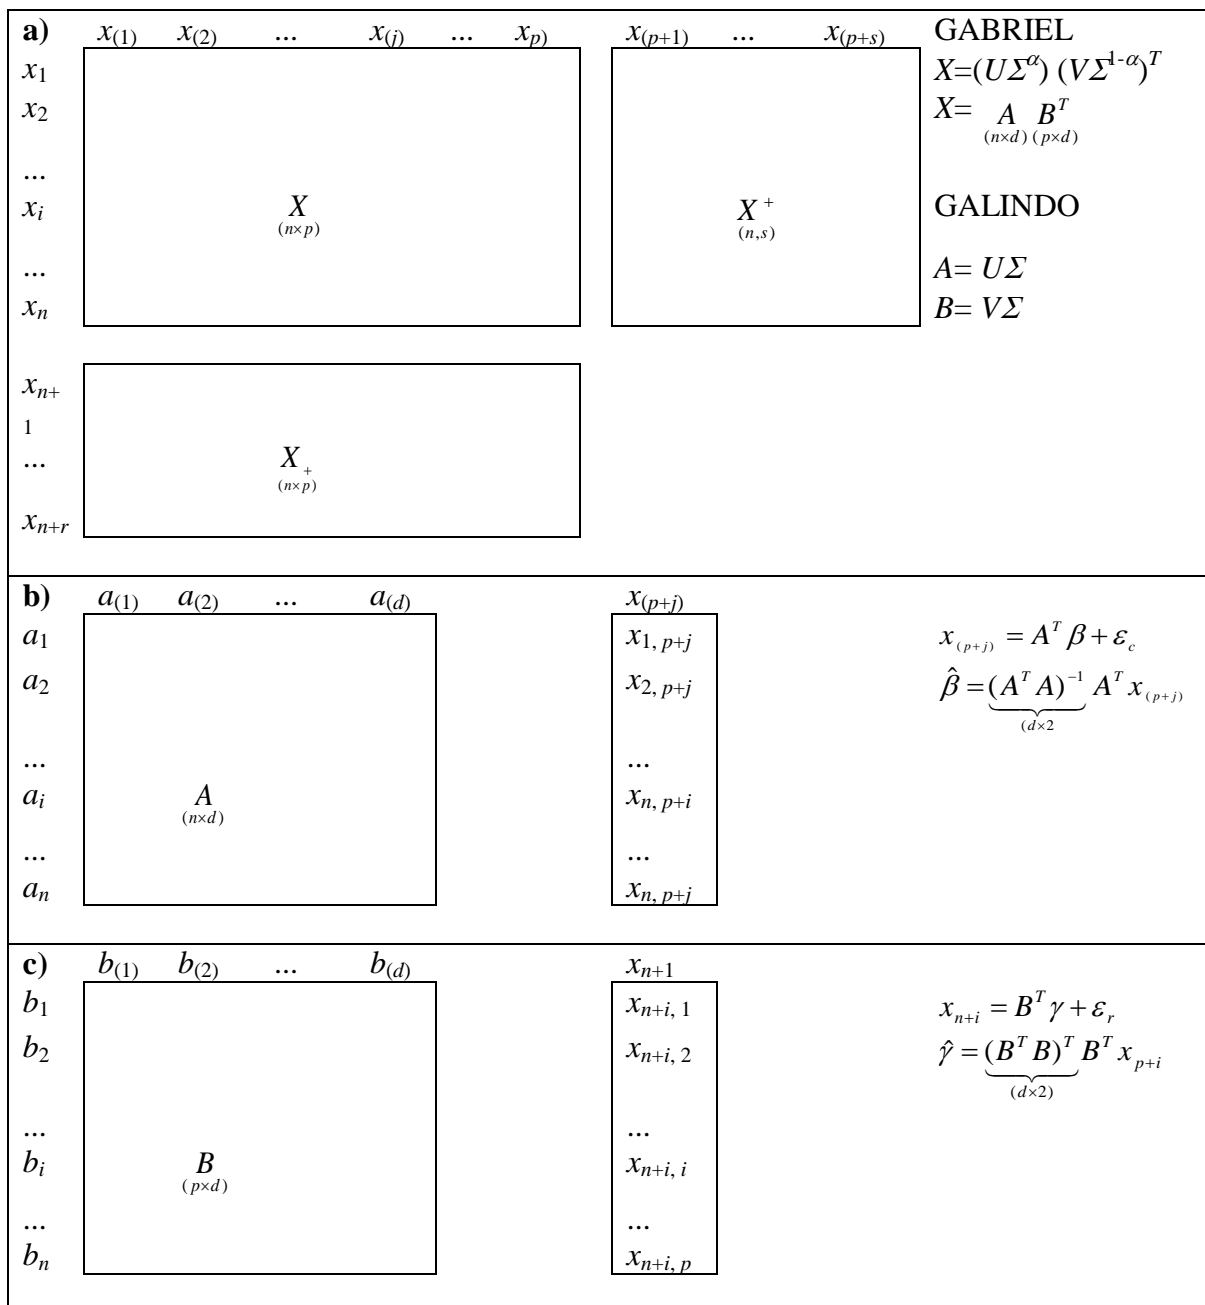 a) x(1) x(2) ... x(j) ... xp) x(p+1) ... x(p+s) GABRIEL
x1 X=(UΣ^α) (VΣ^1-α)^T
x2 X= A B^T
(n×d) (p×d)
...
xi X X^+ GALINDO
(n×p) (n,s)
... A= UΣ
xn B= VΣ
xn+
1
... X+
(n×p)
xn+r
b) a(1) a(2) ... a(d) x(p+j)
a1 x1, p+j x(p+j) = A^T β + εc
a2 x2, p+j β̂ = (A^T A)^-1 A^T x(p+j)
(d×2
... ...
ai A xn, p+i
(n×d)
... ...
an xn, p+j
c) b(1) b(2) ... b(d) xn+1
b1 xn+i, 1 xn+i = B^T γ + εr
b2 xn+i, 2 γ̂ = (B^T B)^T B^T xp+i
(d×2)
... ...
bi B xn+i, i
(p×d)
... ...
bn xn+i, p